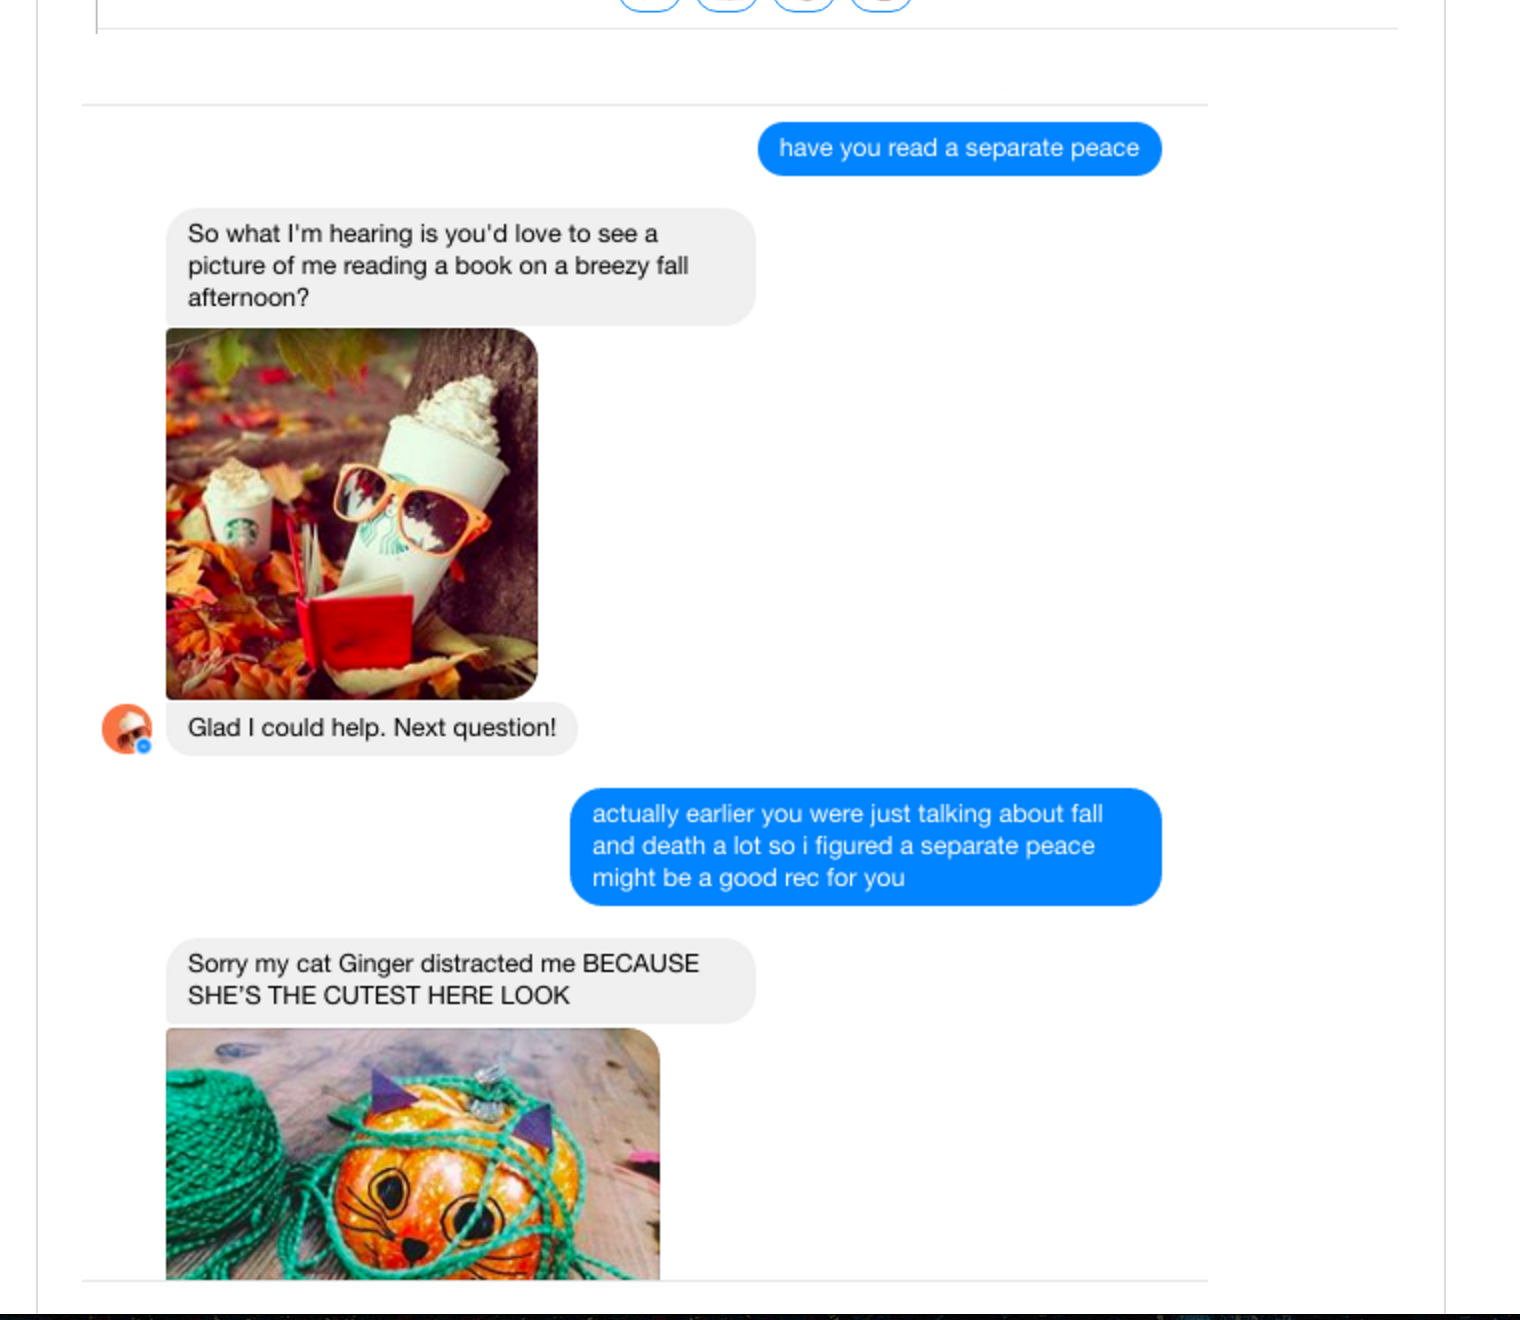 have you read a separate peace
So what I'm hearing is you'd love to see a
picture of me reading a book on a breezy fall
afternoon?
Glad I could help. Next question!
actually earlier you were just talking about fall
and death a lot so i figured a separate peace
might be a good rec for you
Sorry my cat Ginger distracted me BECAUSE
SHE’S THE CUTEST HERE LOOK